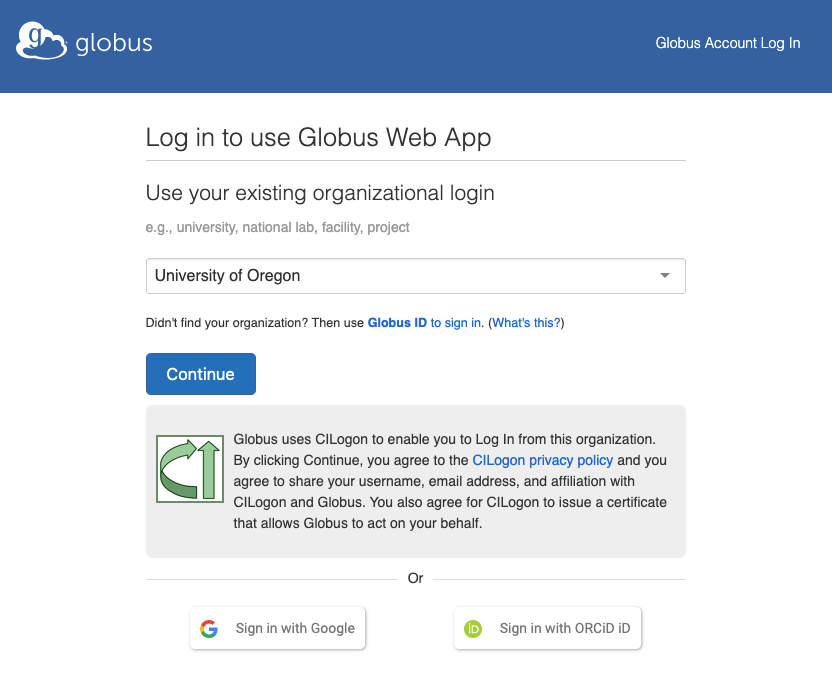 globus
Globus Account Log In
Log in to use Globus Web App
Use your existing organizational login
e.g., university, national lab, facility, project
University of Oregon
Didn't find your organization? Then use Globus ID to sign in. (What's this?)
Continue
Globus uses CILogon to enable you to Log In from this organization.
By clicking Continue, you agree to the CILogon privacy policy and you
agree to share your username, email address, and affiliation with
CILogon and Globus. You also agree for CILogon to issue a certificate
that allows Globus to act on your behalf.
Or
Sign in with Google
iD Sign in with ORCiD iD